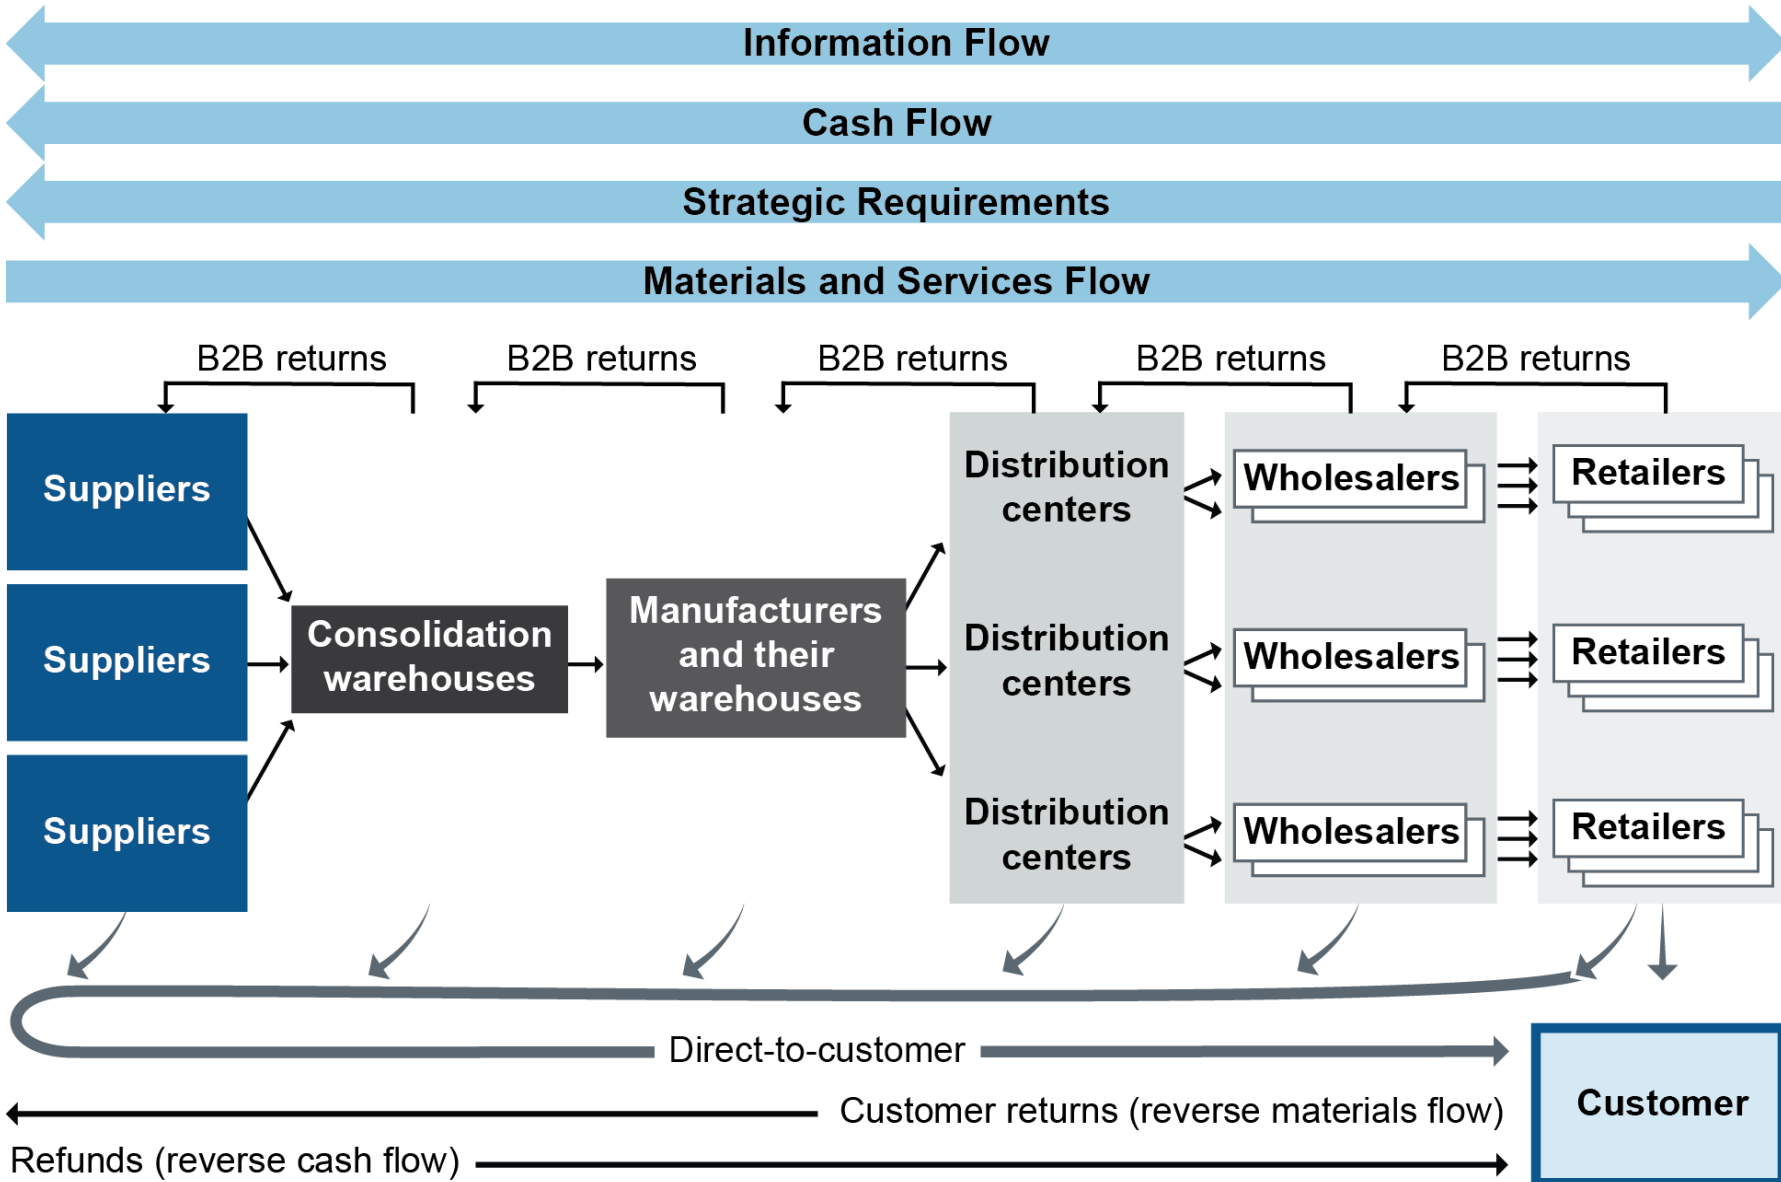 Information Flow
Cash Flow
Strategic Requirements
Materials and Services Flow
B2B returns
B2B returns
B2B returns
B2B returns
B2B returns
Suppliers
Suppliers
Suppliers
Consolidation
warehouses
Manufacturers
and their
warehouses
Distribution
centers
Distribution
centers
Distribution
centers
Wholesalers
Wholesalers
Wholesalers
Retailers
Retailers
Retailers
Direct-to-customer
Customer returns (reverse materials flow)
Refunds (reverse cash flow)
Customer